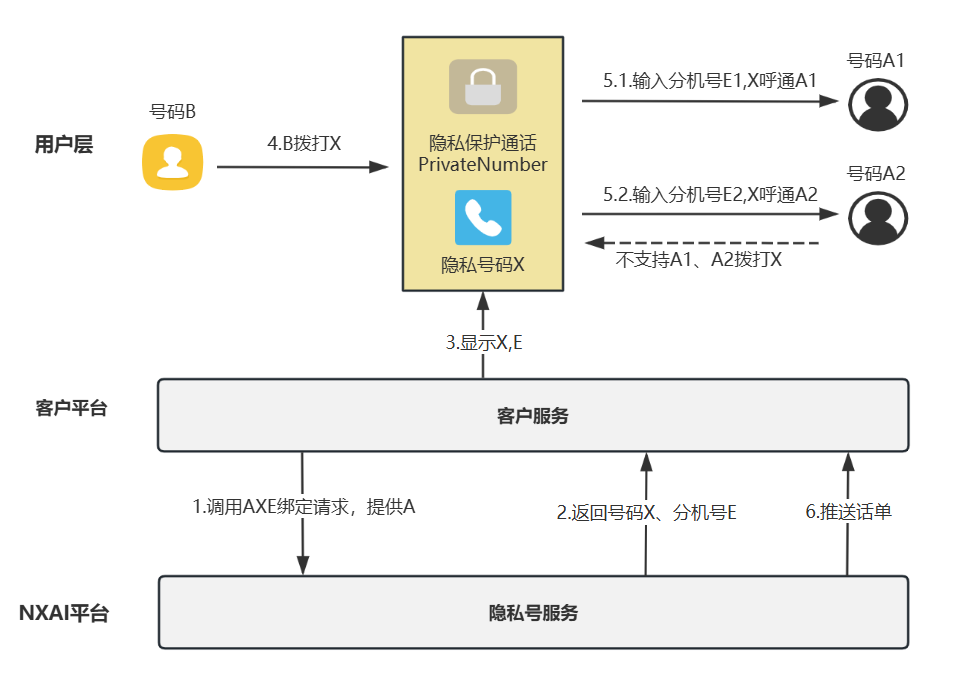 号码A1
5.1.输入分机号E1,X呼通A1
号码B
用户层
4.B拨打X
隐私保护通话
PrivateNumber
号码A2
5.2.输入分机号E2,X呼通A2
不支持A1、A2拨打X
隐私号码X
3.显示X,E
客户平台
客户服务
1.调用AXE绑定请求，提供A
2.返回号码X、分机号E
6.推送话单
NXAI平台
隐私号服务